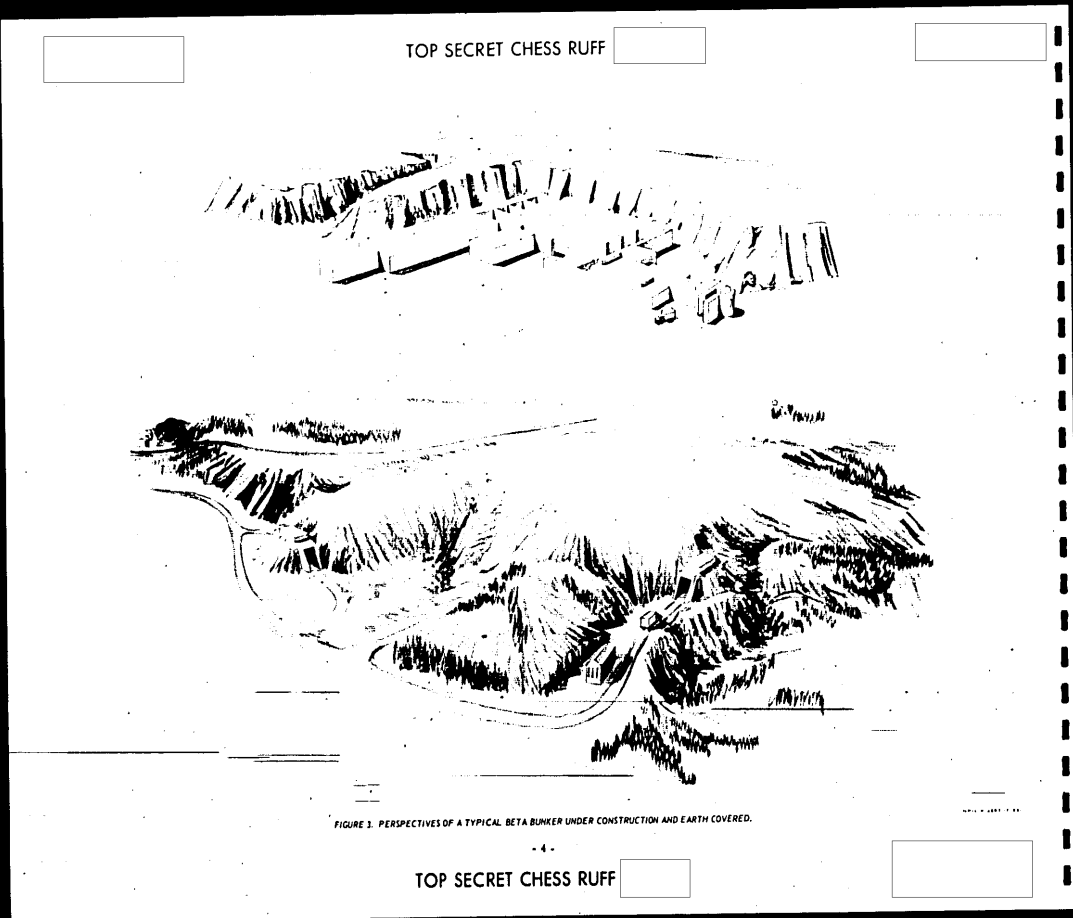 TOP SECRET CHESS RUFF
FIGURE 3. PERSPECTIVES OF A TYPICAL BETA BUNKER UNDER CONSTRUCTION AND EARTH COVERED.
- 4 -
TOP SECRET CHESS RUFF